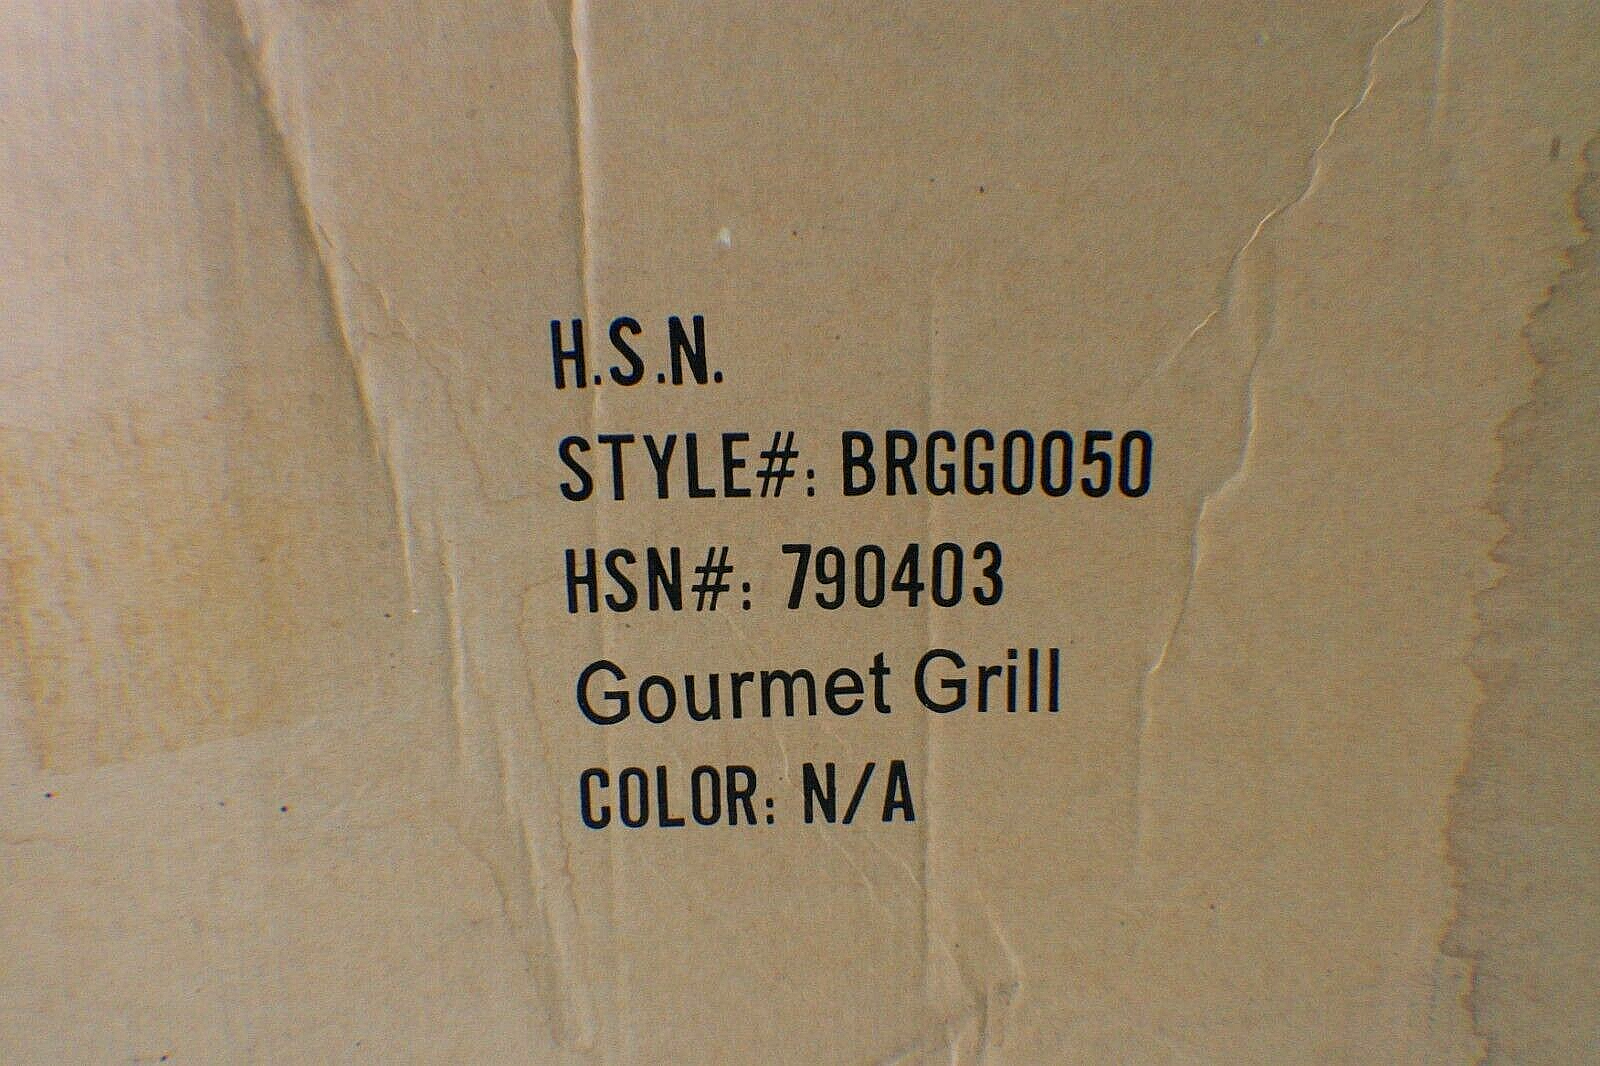 H.S.N.
STYLE#: BRGG0050
HSN#: 790403
Gourmet Grill
COLOR: N/A